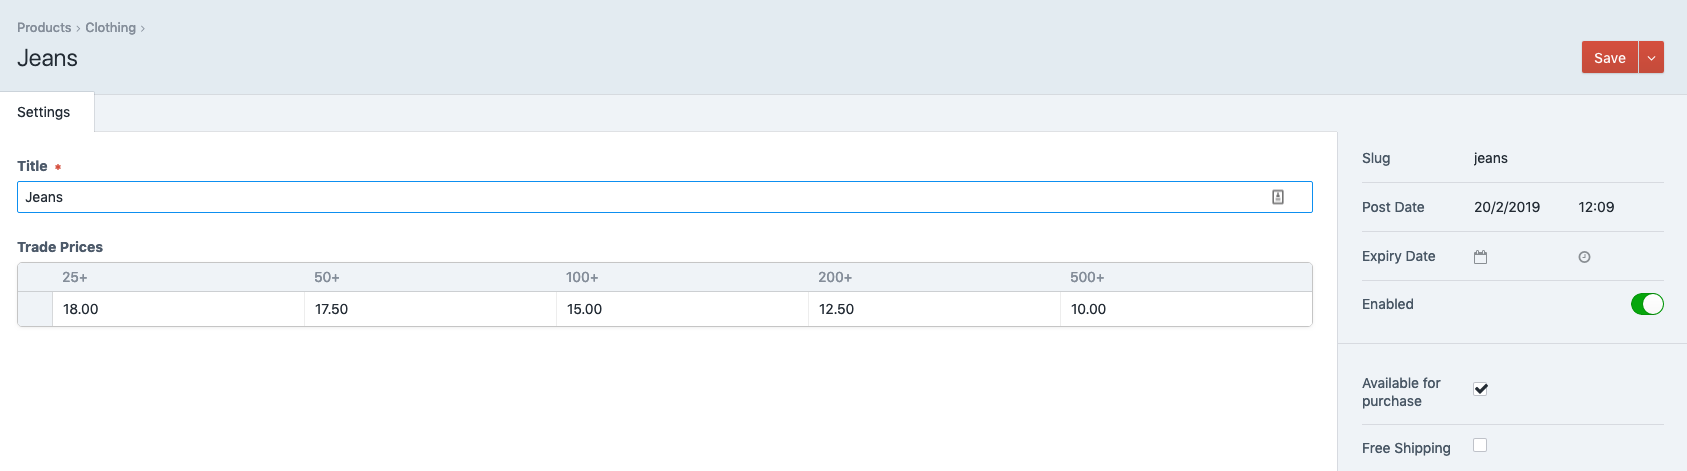 Products › Clothing ›
Jeans
Save
Settings
Title *
Jeans
Trade Prices
25+ 50+ 100+ 200+ 500+
18.00 17.50 15.00 12.50 10.00
Slug jeans
Post Date 20/2/2019 12:09
Expiry Date
Enabled
Available for
purchase
Free Shipping